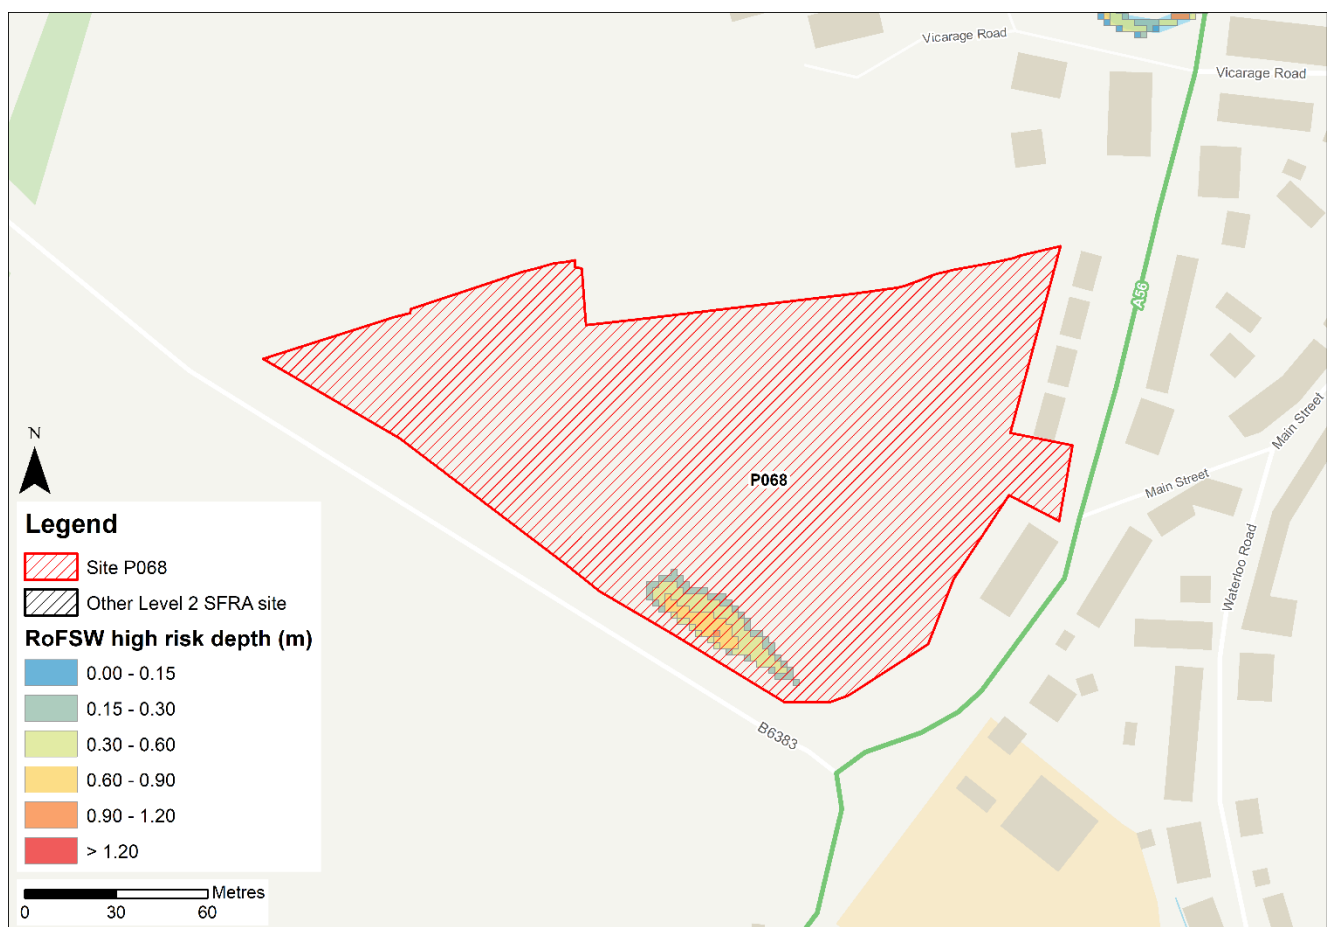 Vicarage Road
Vicarage Road
A56
Main Street
P068
Main Street
Waterloo Road
B6383
N
Legend
Site P068
Other Level 2 SFRA site
RoFSW high risk depth (m)
0.00 - 0.15
0.15 - 0.30
0.30 - 0.60
0.60 - 0.90
0.90 - 1.20
> 1.20
Metres
0 30 60